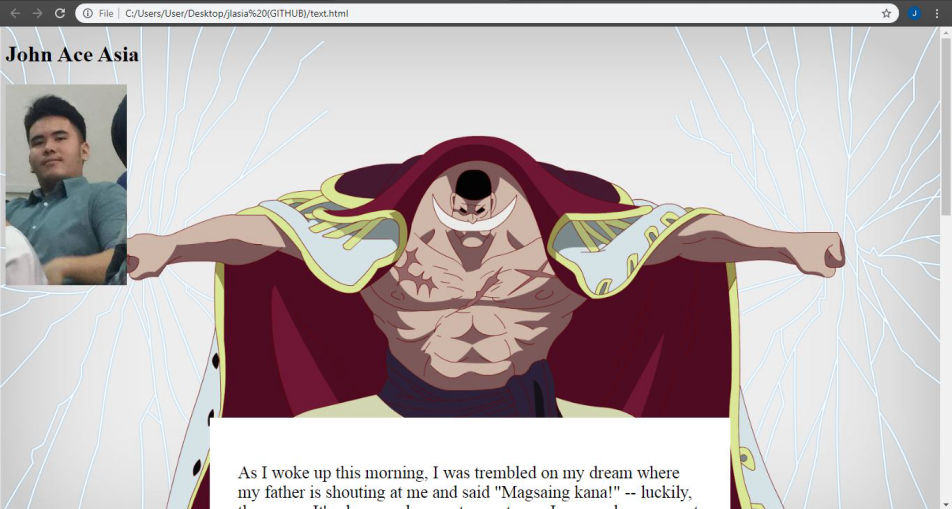 File | C:/Users/User/Desktop/jlasia%20(GITHUB)/text.html
J
John Ace Asia
As I woke up this morning, I was trembled on my dream where
my father is shouting at me and said "Magsaing kana!" -- luckily,